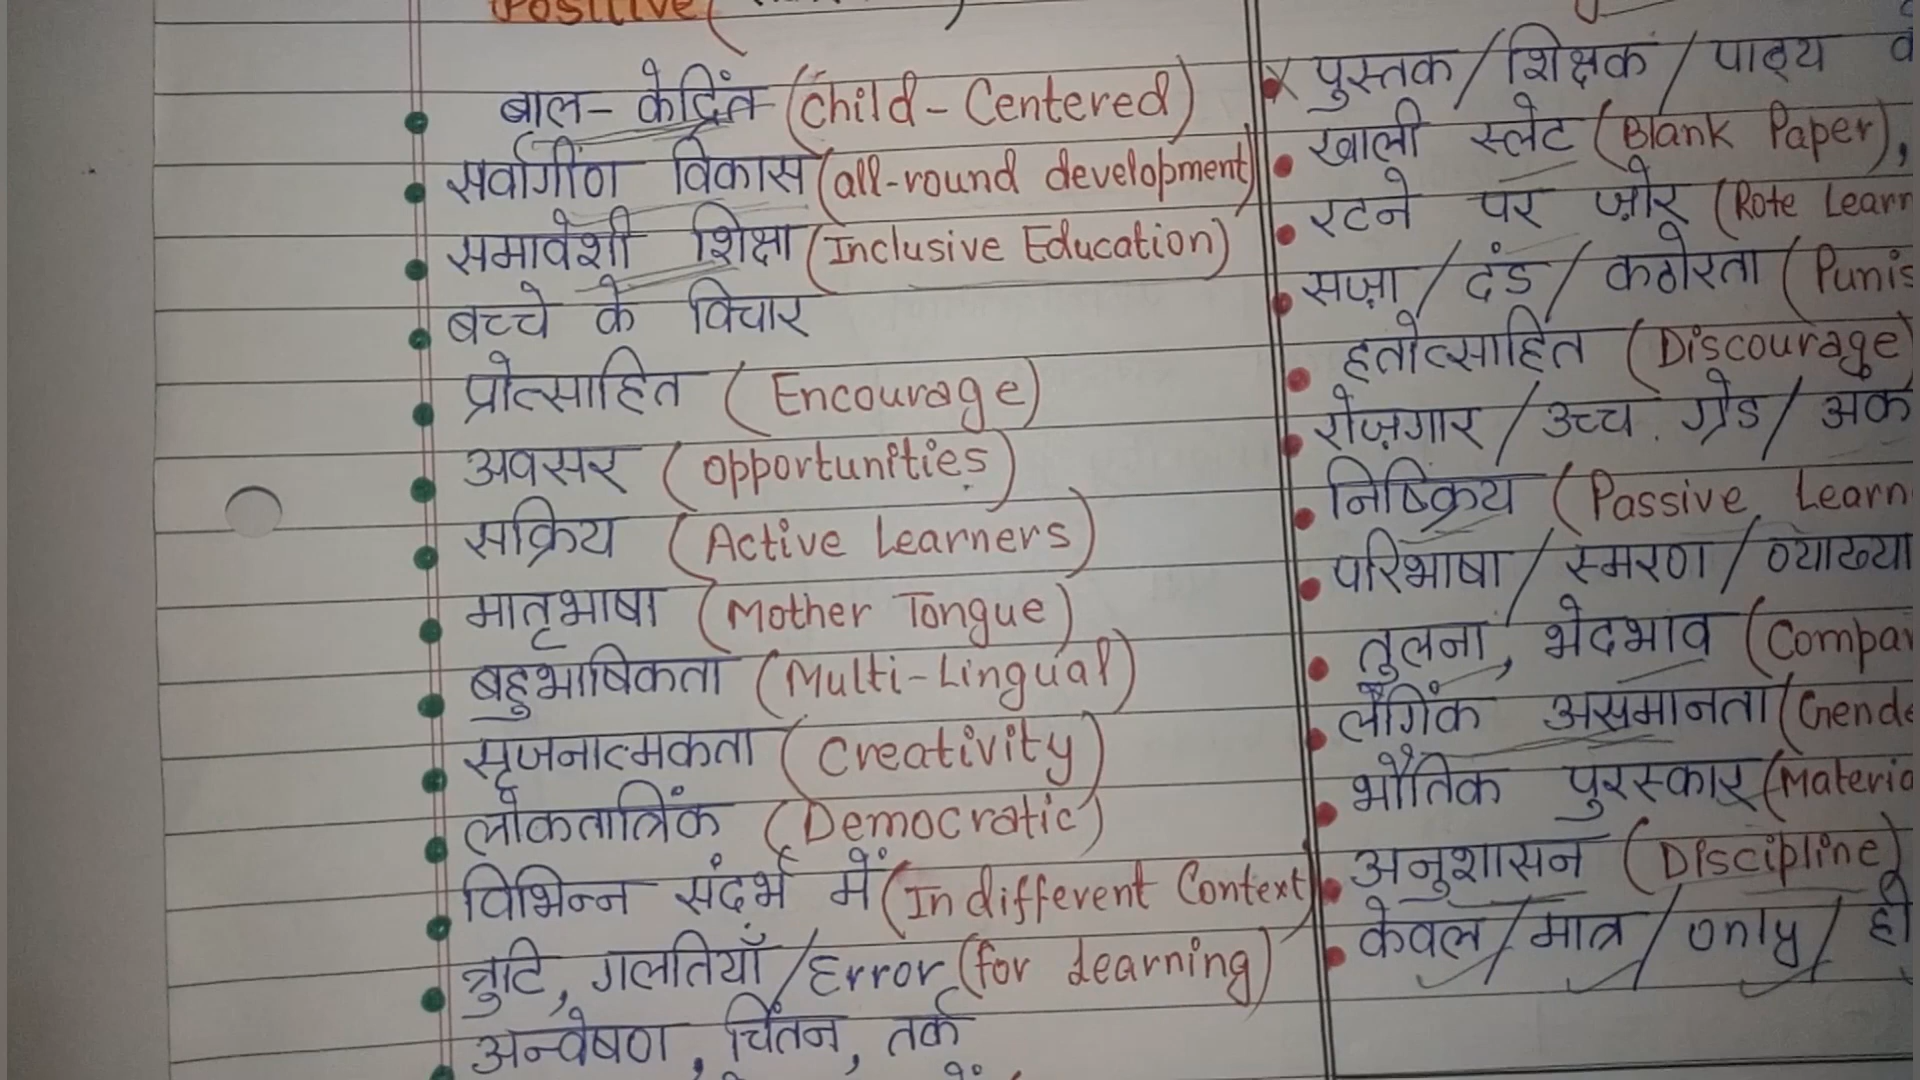 Positive (
बाल-केंद्रित (Child-Centered)
सर्वांगीण विकास (all-round development)
समावेशी शिक्षा (Inclusive Education)
बच्चे के विचार
प्रोत्साहित (Encourage)
अवसर (opportunities)
सक्रिय (Active Learners)
मातृभाषा (Mother Tongue)
बहुभाषिकता (Multi-Lingual)
सृजनात्मकता (Creativity)
लोकतांत्रिक (Democratic)
विभिन्न संदर्भ में (In different Context)
त्रुटि, गलतियाँ / Error (for learning)
अन्वेषण, चिंतन, तर्क
पुस्तक / शिक्षक / पाठ्य
खाली स्लेट (Blank Paper),
रटने पर ज़ोर (Rote Learn
सज़ा / दंड / कठोरता (Punis
हतोत्साहित (Discourage)
रोज़गार / उच्च ग्रेड / अंक
निष्क्रिय (Passive Learn
परिभाषा / स्मरण / व्याख्या
तुलना, भेदभाव (Compar
लैंगिक असमानता (Gende
भौतिक पुरस्कार (Materia
अनुशासन (Discipline)
केवल / मात्र / only / ही